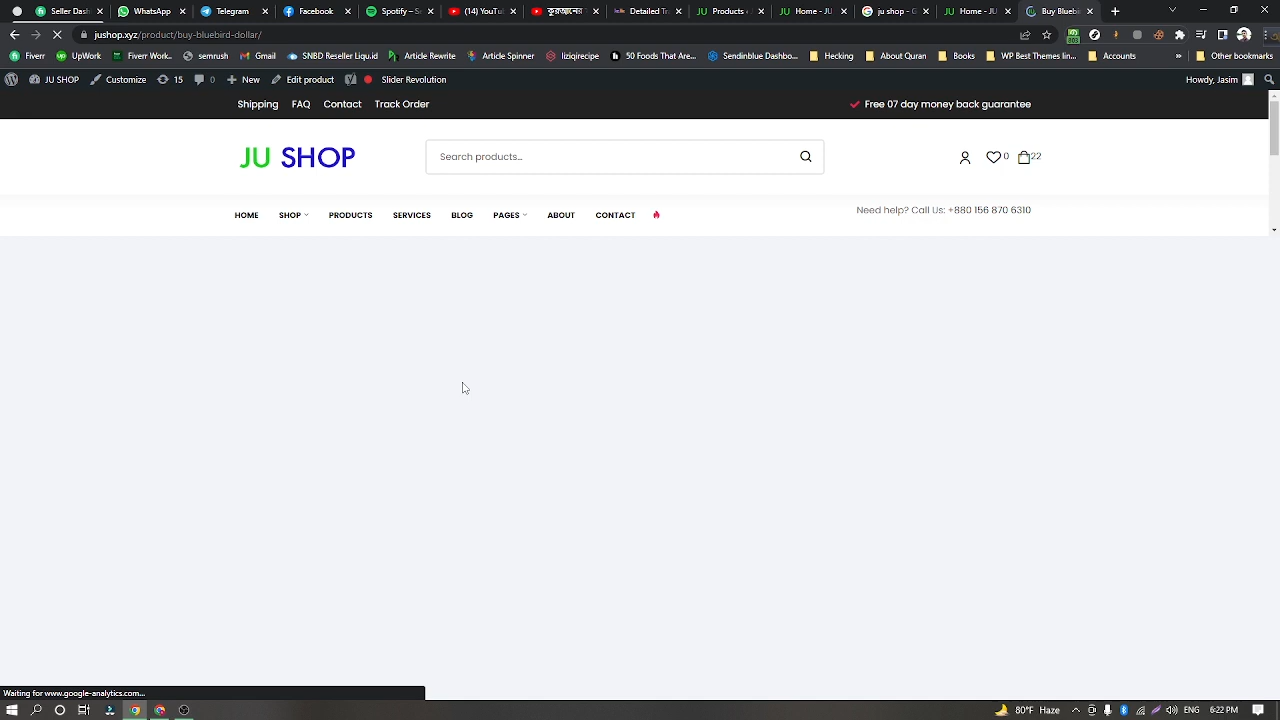 Seller Das
WhatsApp
Telegram
Facebook
Spotify – S
(14) YouTu
Detailed Tr
Products
Home - JU
ju shop - G
Home - JU
Buy Bluebi
jushop.xyz/product/buy-bluebird-dollar/
Fiverr
UpWork
Fiverr Work...
semrush
Gmail
SNBD Reseller Liqu.id
Article Rewrite
Article Spinner
Iizigirecipe
50 Foods That Are...
Sendinblue Dashbo...
Hecking
About Quran
Books
WP Best Themes lin...
Accounts
»
Other bookmarks
JU SHOP
Customize
15
0
New
Edit product
Slider Revolution
Howdy, Jasim
Shipping
FAQ
Contact
Track Order
Free 07 day money back guarantee
JU SHOP
Search products...
0
22
HOME
SHOP
PRODUCTS
SERVICES
BLOG
PAGES
ABOUT
CONTACT
Need help? Call Us: +880 156 870 6310
Waiting for www.google-analytics.com...
80°F Haze
ENG
6:22 PM